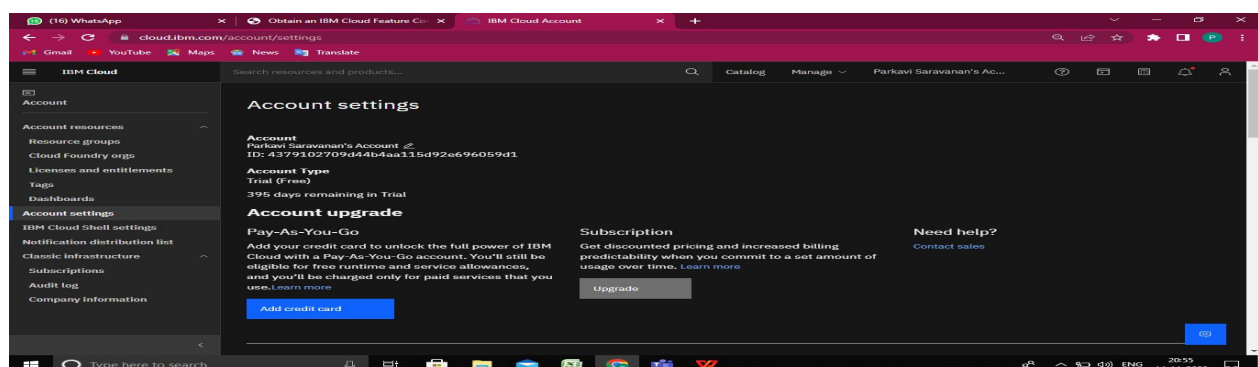 (16) WhatsApp
Obtain an IBM Cloud Feature Co
IBM Cloud Account
cloud.ibm.com/account/settings
Gmail YouTube Maps News Translate
IBM Cloud
Search resources and products...
Catalog Manage Parkavi Saravanan's Ac...
Account
Account resources
Resource groups
Cloud Foundry orgs
Licenses and entitlements
Tags
Dashboards
Account settings
IBM Cloud Shell settings
Notification distribution list
Classic infrastructure
Subscriptions
Audit log
Company information
Account settings
Account
Parkavi Saravanan's Account
ID: 4379102709d44b4aa115d92e696059d1
Account Type
Trial (Free)
395 days remaining in Trial
Account upgrade
Pay-As-You-Go
Add your credit card to unlock the full power of IBM
Cloud with a Pay-As-You-Go account. You'll still be
eligible for free runtime and service allowances,
and you'll be charged only for paid services that you
use.Learn more
Add credit card
Subscription
Get discounted pricing and increased billing
predictability when you commit to a set amount of
usage over time. Learn more
Upgrade
Need help?
Contact sales
Type here to search
ENG
20:55